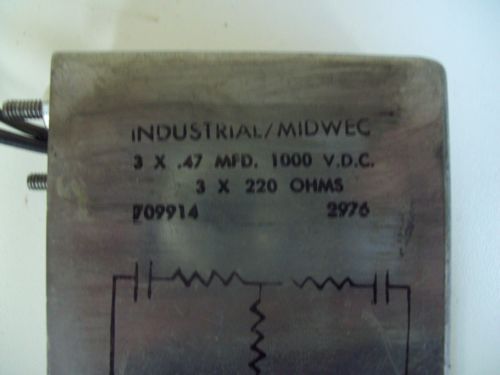 INDUSTRIAL/MIDWEC
3 X .47 MFD. 1000 V.D.C.
3 X 220 OHMS
709914 2976